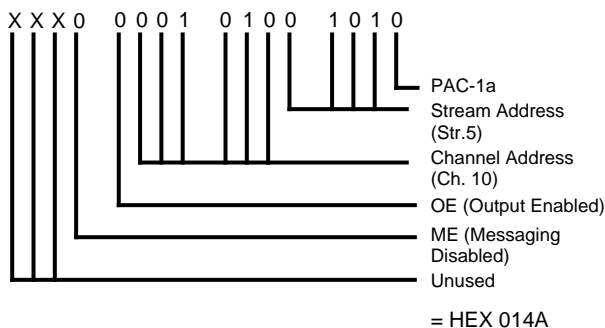 X X X 0 0 0 0 1 0 1 0 0 1 0 1 0
PAC-1a
Stream Address
(Str.5)
Channel Address
(Ch. 10)
OE (Output Enabled)
ME (Messaging
Disabled)
Unused
= HEX 014A